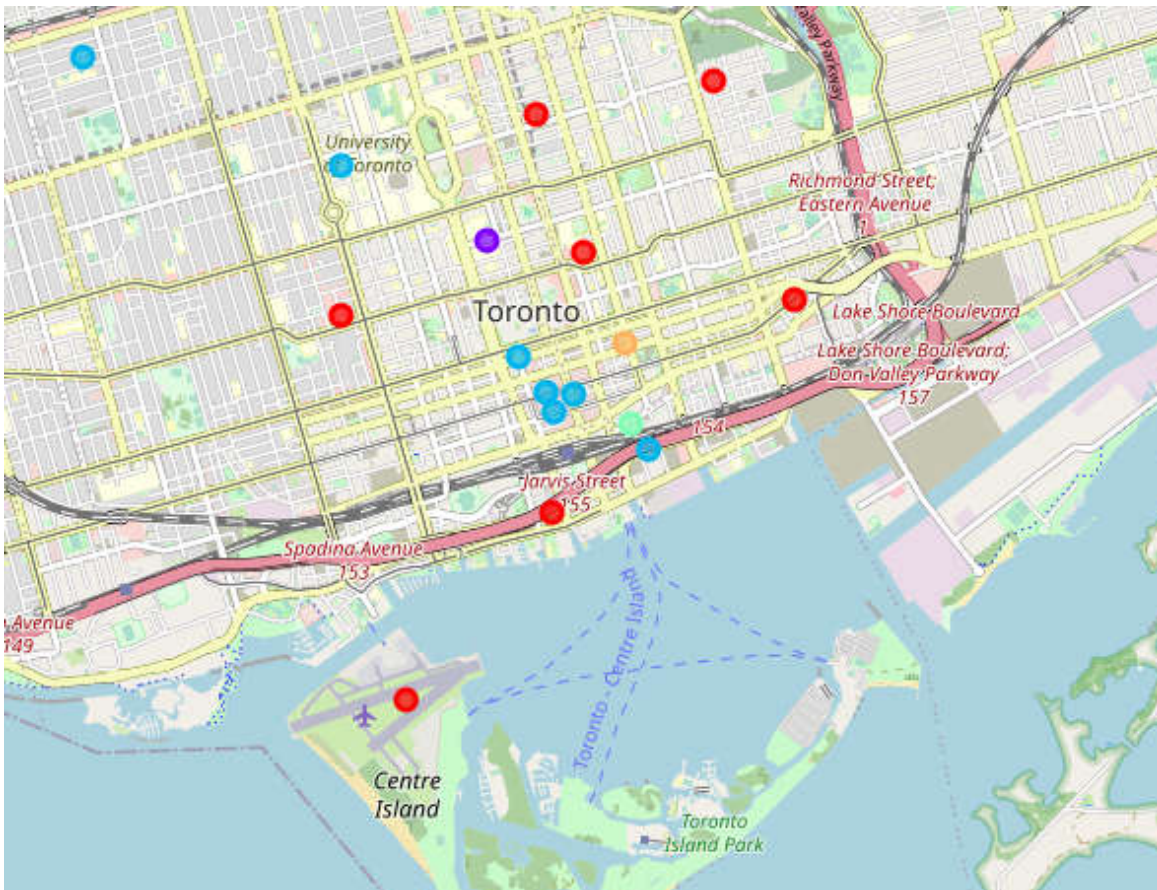 Valley Parkway
University
of Toronto
Richmond Street;
Eastern Avenue
1
Toronto
Lake Shore Boulevard
Lake Shore Boulevard;
Don Valley Parkway
157
154
Jarvis Street
155
Spadina Avenue
153
Avenue
149
Toronto - Centre Island
Centre
Island
Toronto
Island Park